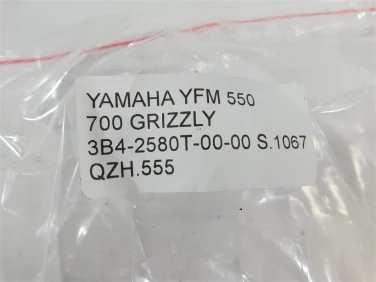 YAMAHA YFM 550
700 GRIZZLY
3B4-2580T-00-00 S.1067
QZH.555